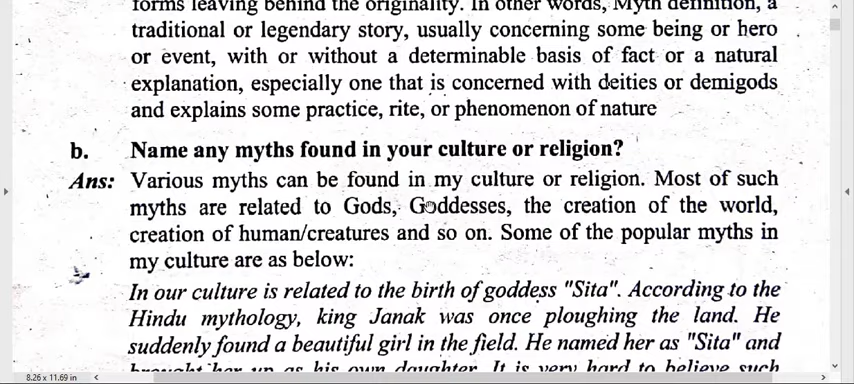 forms leaving behind the originality. In other words, Myth definition, a
traditional or legendary story, usually concerning some being or hero
or event, with or without a determinable basis of fact or a natural
explanation, especially one that is concerned with deities or demigods
and explains some practice, rite, or phenomenon of nature
b. Name any myths found in your culture or religion?
Ans: Various myths can be found in my culture or religion. Most of such
myths are related to Gods, Goddesses, the creation of the world,
creation of human/creatures and so on. Some of the popular myths in
my culture are as below:
In our culture is related to the birth of goddess "Sita". According to the
Hindu mythology, king Janak was once ploughing the land. He
suddenly found a beautiful girl in the field. He named her as "Sita" and
brought her up as his own daughter. It is very hard to believe such
8.26 x 11.69 in